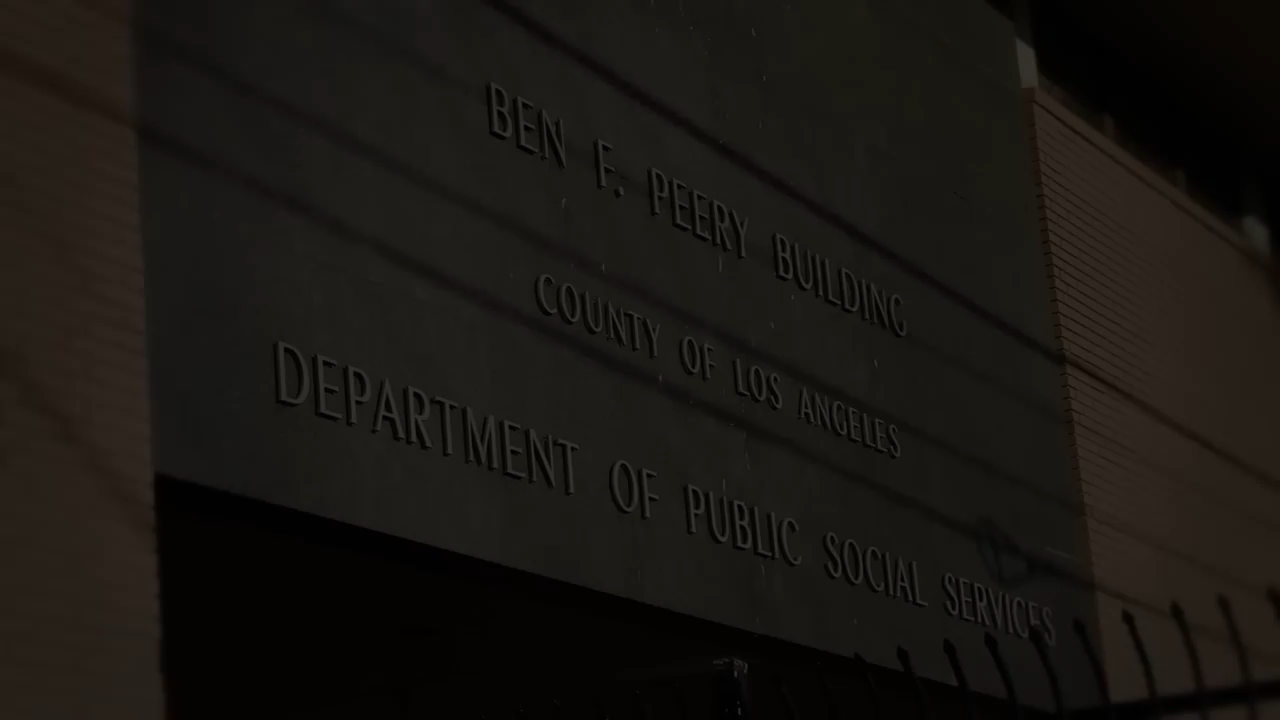 BEN F. PEERY BUILDING
COUNTY OF LOS ANGELES
DEPARTMENT OF PUBLIC SOCIAL SERVICES